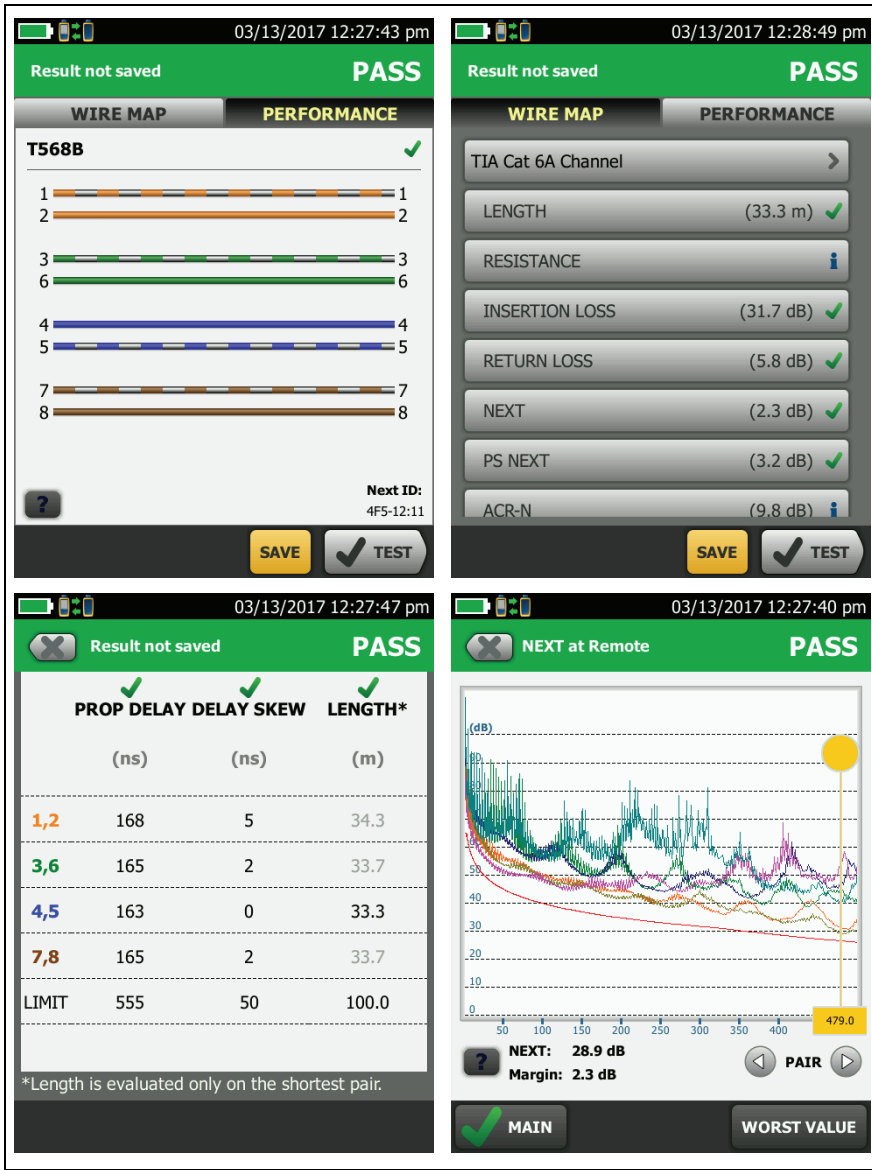 03/13/2017 12:27:43 pm
Result not saved PASS
WIRE MAP PERFORMANCE
T568B
1 1
2 2
3 3
6 6
4 4
5 5
7 7
8 8
Next ID:
? 4F5-12:11
SAVE TEST
03/13/2017 12:28:49 pm
Result not saved PASS
WIRE MAP PERFORMANCE
TIA Cat 6A Channel
LENGTH (33.3 m)
RESISTANCE i
INSERTION LOSS (31.7 dB)
RETURN LOSS (5.8 dB)
NEXT (2.3 dB)
PS NEXT (3.2 dB)
ACR-N (9.8 dB) i
SAVE TEST
03/13/2017 12:27:47 pm
Result not saved PASS
PROP DELAY DELAY SKEW LENGTH*
(ns) (ns) (m)
1,2 168 5 34.3
3,6 165 2 33.7
4,5 163 0 33.3
7,8 165 2 33.7
LIMIT 555 50 100.0
*Length is evaluated only on the shortest pair.
03/13/2017 12:27:40 pm
NEXT at Remote PASS
(dB)
50
40
30
20
10
0
50 100 150 200 250 300 350 400 479.0
? NEXT: 28.9 dB
Margin: 2.3 dB
PAIR
MAIN WORST VALUE